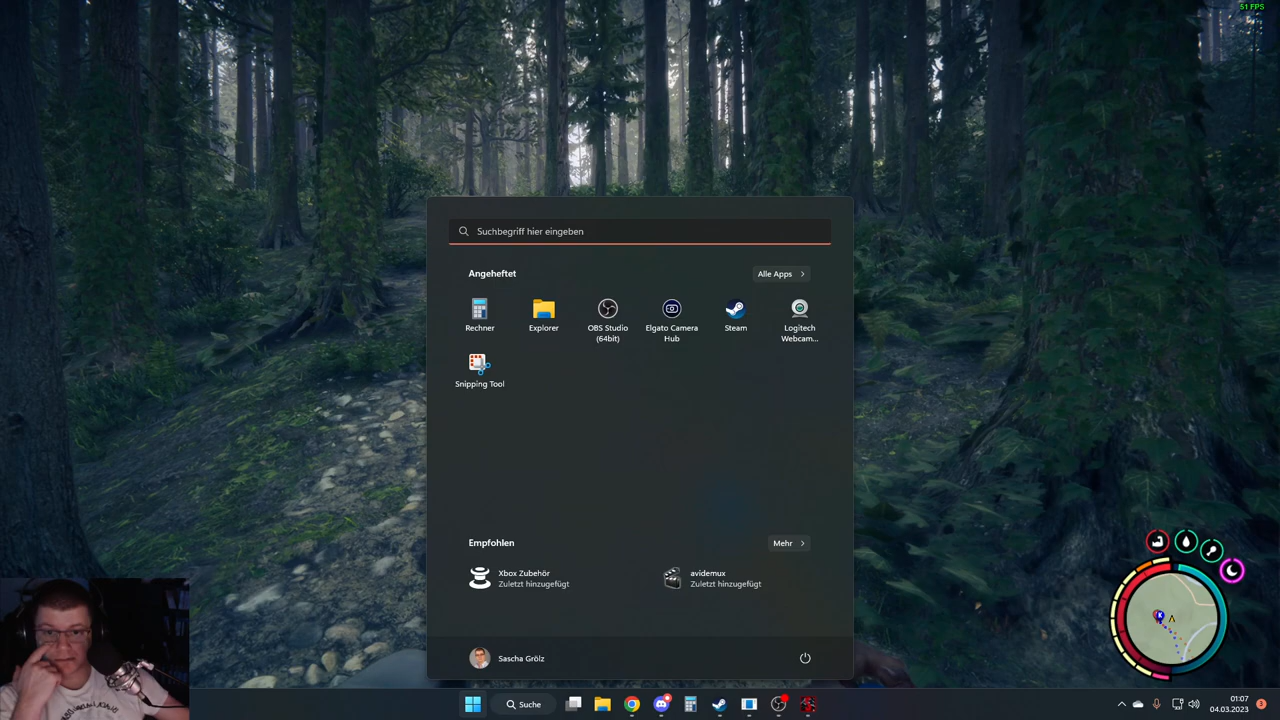 51 FPS
Suchbegriff hier eingeben
Angeheftet
Alle Apps
Rechner
Explorer
OBS Studio
(64bit)
Elgato Camera
Hub
Steam
Logitech
Webcam...
Snipping Tool
Empfohlen
Mehr
Xbox Zubehör
Zuletzt hinzugefügt
avidemux
Zuletzt hinzugefügt
Sascha Grölz
Suche
01:07
04.03.2023